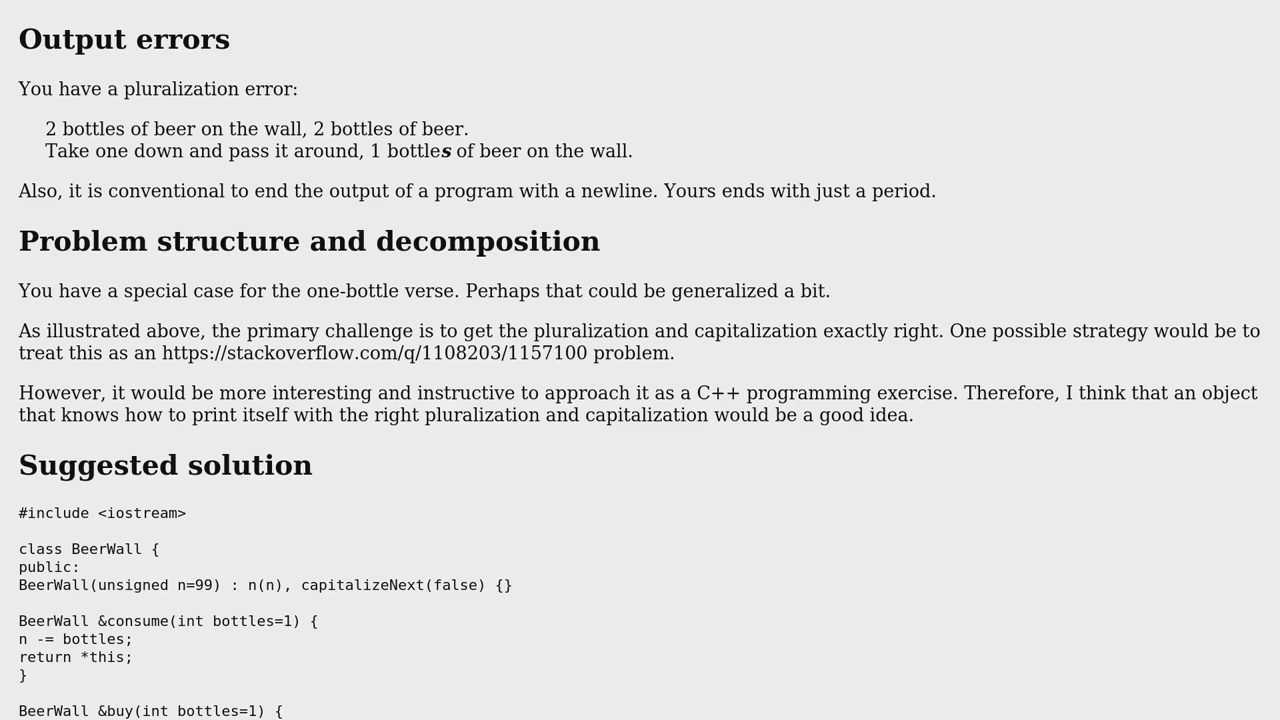 Output errors
You have a pluralization error:
2 bottles of beer on the wall, 2 bottles of beer.
Take one down and pass it around, 1 bottles of beer on the wall.
Also, it is conventional to end the output of a program with a newline. Yours ends with just a period.
Problem structure and decomposition
You have a special case for the one-bottle verse. Perhaps that could be generalized a bit.
As illustrated above, the primary challenge is to get the pluralization and capitalization exactly right. One possible strategy would be to
treat this as an https://stackoverflow.com/q/1108203/1157100 problem.
However, it would be more interesting and instructive to approach it as a C++ programming exercise. Therefore, I think that an object
that knows how to print itself with the right pluralization and capitalization would be a good idea.
Suggested solution
#include <iostream>
class BeerWall {
public:
BeerWall(unsigned n=99) : n(n), capitalizeNext(false) {}
BeerWall &consume(int bottles=1) {
n -= bottles;
return *this;
}
BeerWall &buy(int bottles=1) {